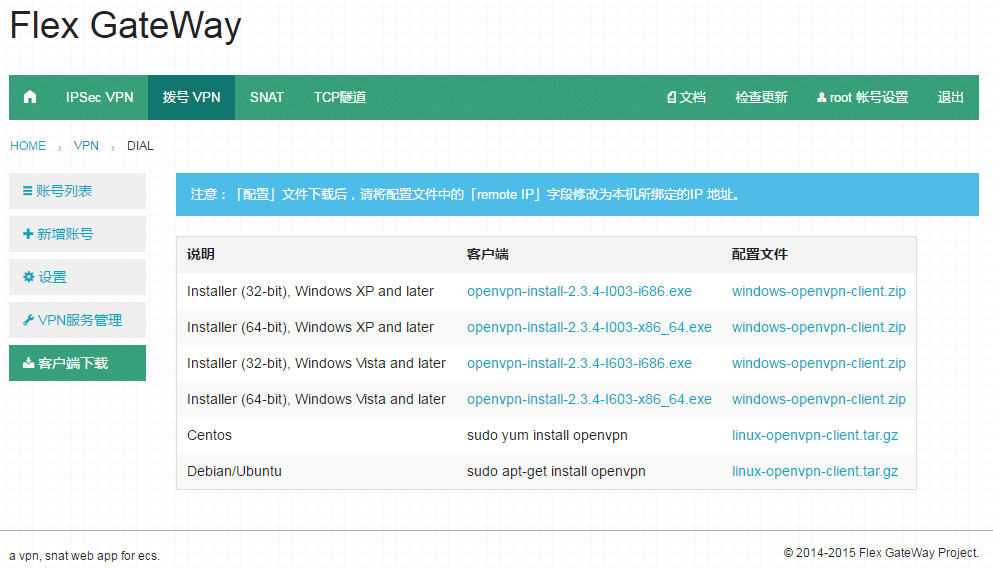 Flex GateWay
IPSec VPN 拨号 VPN SNAT TCP隧道 文档 检查更新 root 帐号设置 退出
HOME › VPN › DIAL
账号列表
新增账号
设置
VPN服务管理
客户端下载
注意：「配置」文件下载后，请将配置文件中的「remote IP」字段修改为本机所绑定的IP 地址。
说明 客户端 配置文件
Installer (32-bit), Windows XP and later openvpn-install-2.3.4-I003-i686.exe windows-openvpn-client.zip
Installer (64-bit), Windows XP and later openvpn-install-2.3.4-I003-x86_64.exe windows-openvpn-client.zip
Installer (32-bit), Windows Vista and later openvpn-install-2.3.4-I603-i686.exe windows-openvpn-client.zip
Installer (64-bit), Windows Vista and later openvpn-install-2.3.4-I603-x86_64.exe windows-openvpn-client.zip
Centos sudo yum install openvpn linux-openvpn-client.tar.gz
Debian/Ubuntu sudo apt-get install openvpn linux-openvpn-client.tar.gz
a vpn, snat web app for ecs. © 2014-2015 Flex GateWay Project.